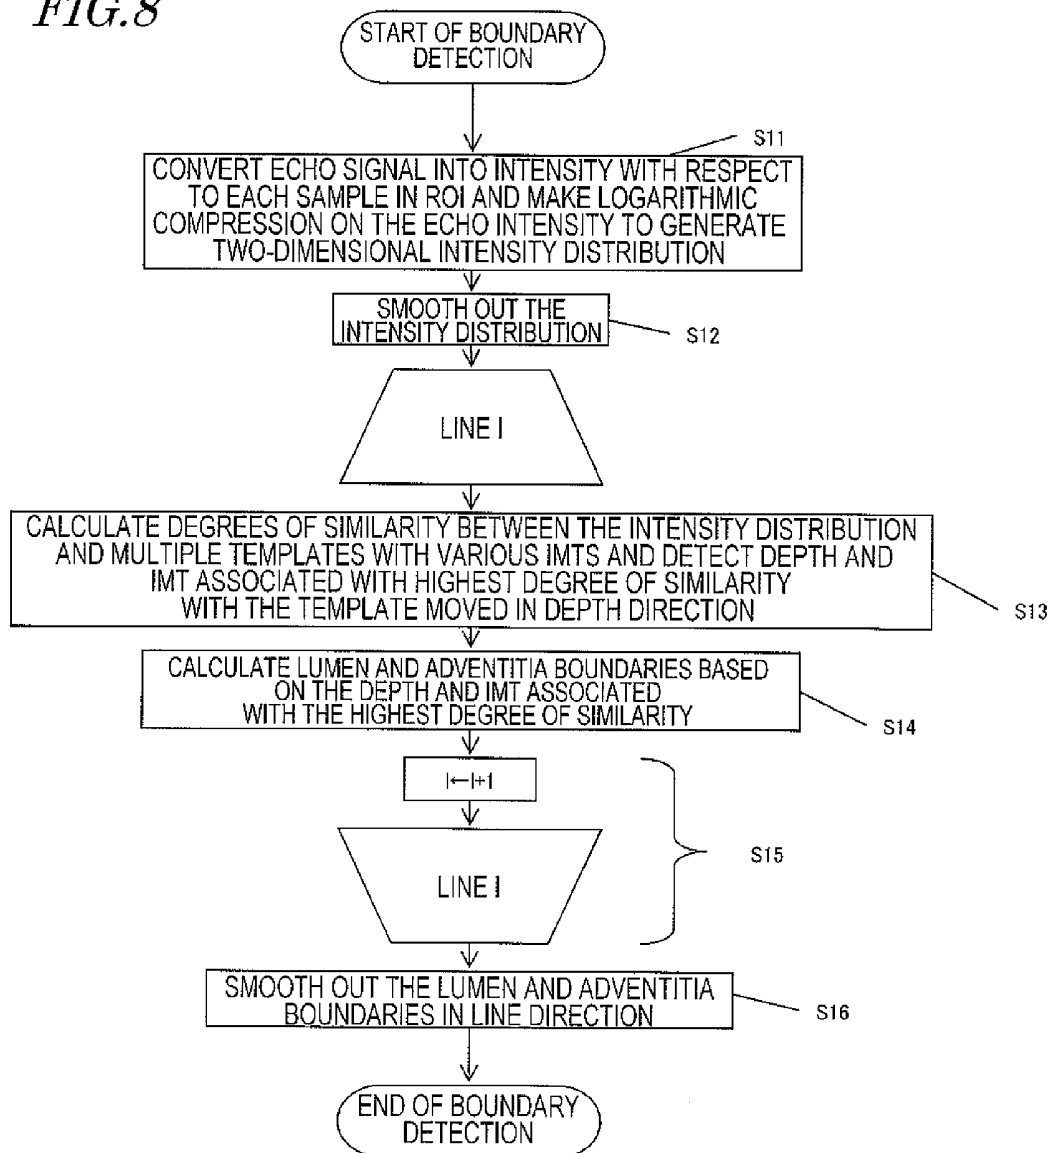 FIG.8
START OF BOUNDARY
DETECTION
S11
CONVERT ECHO SIGNAL INTO INTENSITY WITH RESPECT
TO EACH SAMPLE IN ROI AND MAKE LOGARITHMIC
COMPRESSION ON THE ECHO INTENSITY TO GENERATE
TWO-DIMENSIONAL INTENSITY DISTRIBUTION
SMOOTH OUT THE
INTENSITY DISTRIBUTION
S12
LINE I
CALCULATE DEGREES OF SIMILARITY BETWEEN THE INTENSITY DISTRIBUTION
AND MULTIPLE TEMPLATES WITH VARIOUS IMTS AND DETECT DEPTH AND
IMT ASSOCIATED WITH HIGHEST DEGREE OF SIMILARITY
WITH THE TEMPLATE MOVED IN DEPTH DIRECTION
S13
CALCULATE LUMEN AND ADVENTITIA BOUNDARIES BASED
ON THE DEPTH AND IMT ASSOCIATED
WITH THE HIGHEST DEGREE OF SIMILARITY
S14
I←I+1
LINE I
S15
SMOOTH OUT THE LUMEN AND ADVENTITIA
BOUNDARIES IN LINE DIRECTION
S16
END OF BOUNDARY
DETECTION